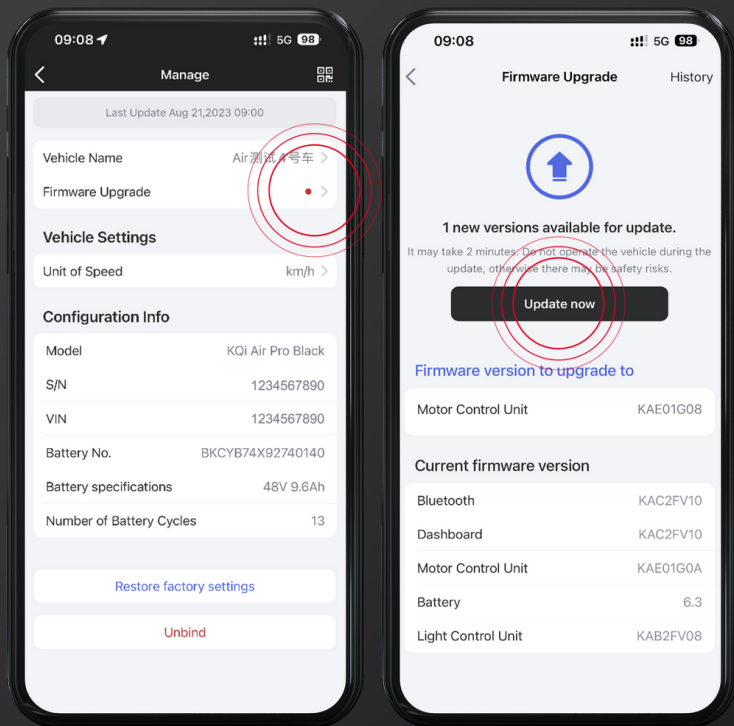 09:08
5G 98
Manage
Last Update Aug 21,2023 09:00
Vehicle Name Air测试4号车
Firmware Upgrade
Vehicle Settings
Unit of Speed km/h
Configuration Info
Model KQi Air Pro Black
S/N 1234567890
VIN 1234567890
Battery No. BKCYB74X92740140
Battery specifications 48V 9.6Ah
Number of Battery Cycles 13
Restore factory settings
Unbind
09:08
5G 98
Firmware Upgrade History
1 new versions available for update.
It may take 2 minutes. Do not operate the vehicle during the
update, otherwise there may be safety risks.
Update now
Firmware version to upgrade to
Motor Control Unit KAE01G08
Current firmware version
Bluetooth KAC2FV10
Dashboard KAC2FV10
Motor Control Unit KAE01G0A
Battery 6.3
Light Control Unit KAB2FV08